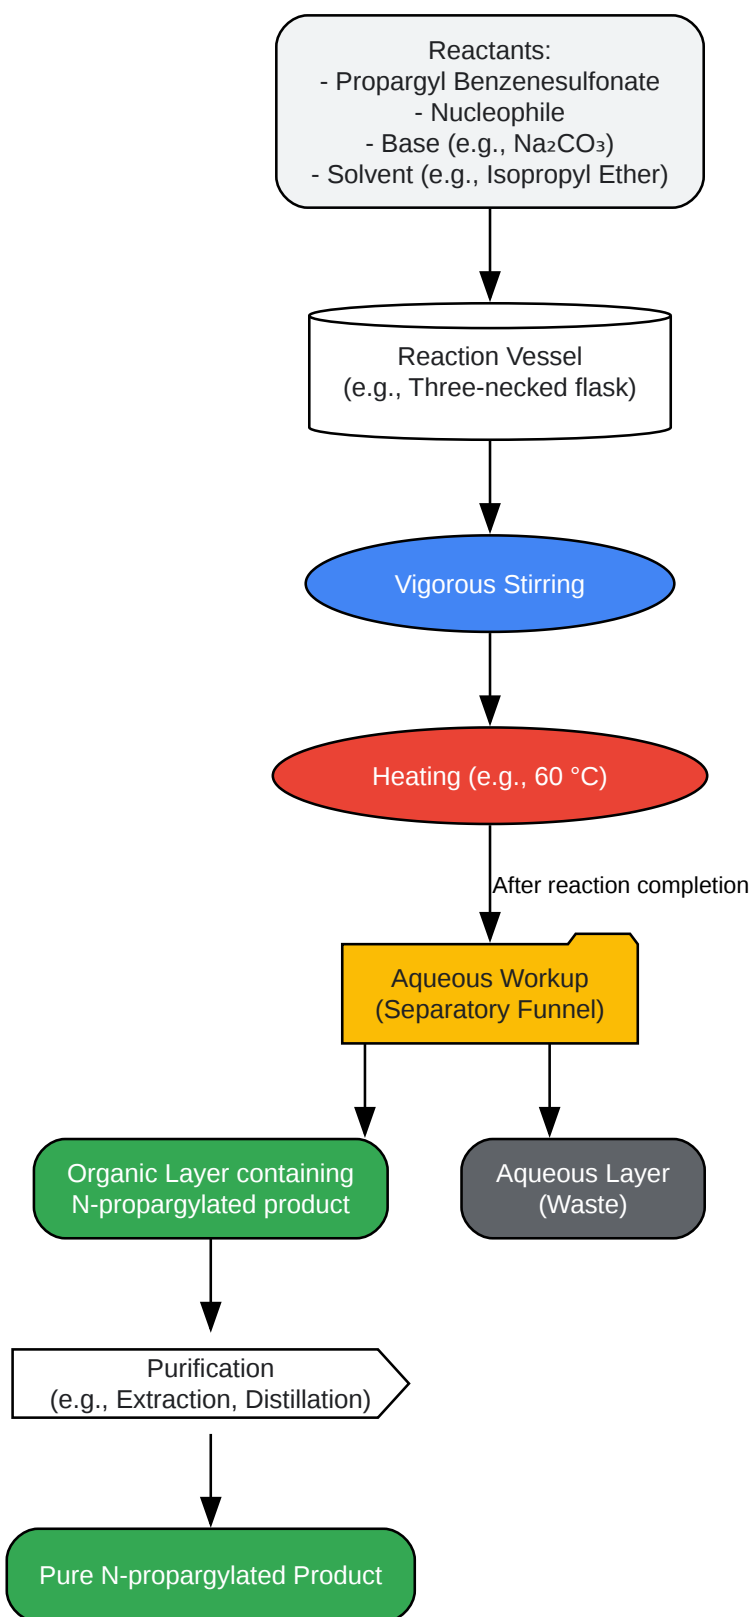 Reactants:
- Propargyl Benzenesulfonate
- Nucleophile
- Base (e.g., Na₂CO₃)
- Solvent (e.g., Isopropyl Ether)
Reaction Vessel
(e.g., Three-necked flask)
Vigorous Stirring
Heating (e.g., 60 °C)
After reaction completion
Aqueous Workup
(Separatory Funnel)
Organic Layer containing
N-propargylated product
Aqueous Layer
(Waste)
Purification
(e.g., Extraction, Distillation)
Pure N-propargylated Product